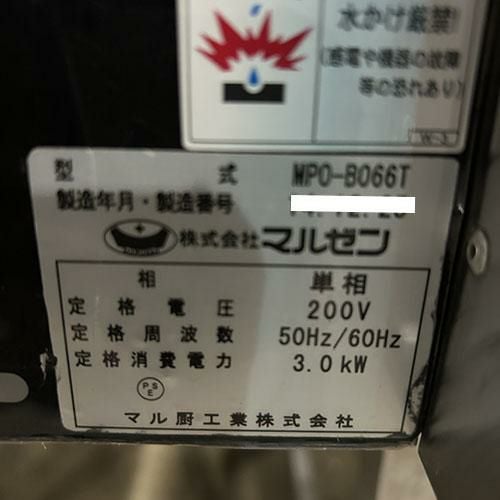 水かけ厳禁!
(感電や機器の故障
等の恐れあり)
W-3
型式 MPO-B066T
製造年月・製造番号
株式会社マルゼン
相 単相
定格電圧 200V
定格周波数 50Hz/60Hz
定格消費電力 3.0kW
PSE
マル厨工業株式会社